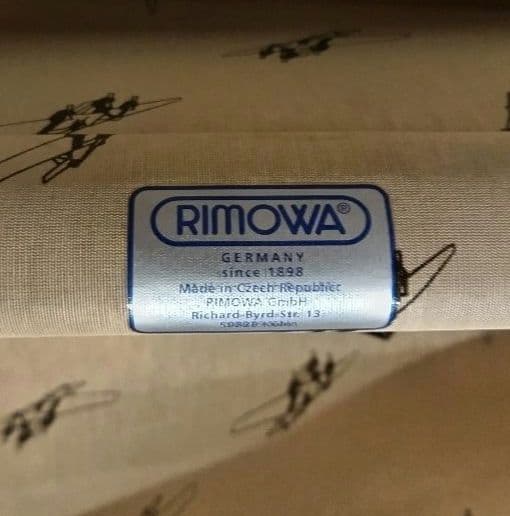 RIMOWA®
GERMANY
since 1898
Made in Czech Republic
RIMOWA GmbH
Richard-Byrd-Str. 13